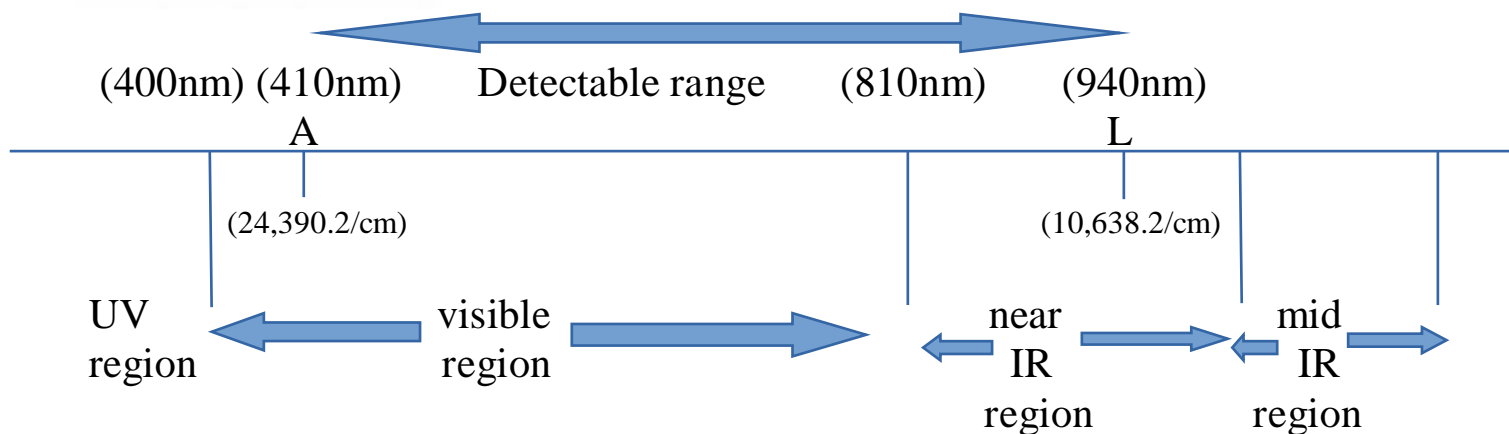 (400nm) (410nm) Detectable range (810nm) (940nm)
A L
(24,390.2/cm) (10,638.2/cm)
UV visible near mid
region region IR IR
region region